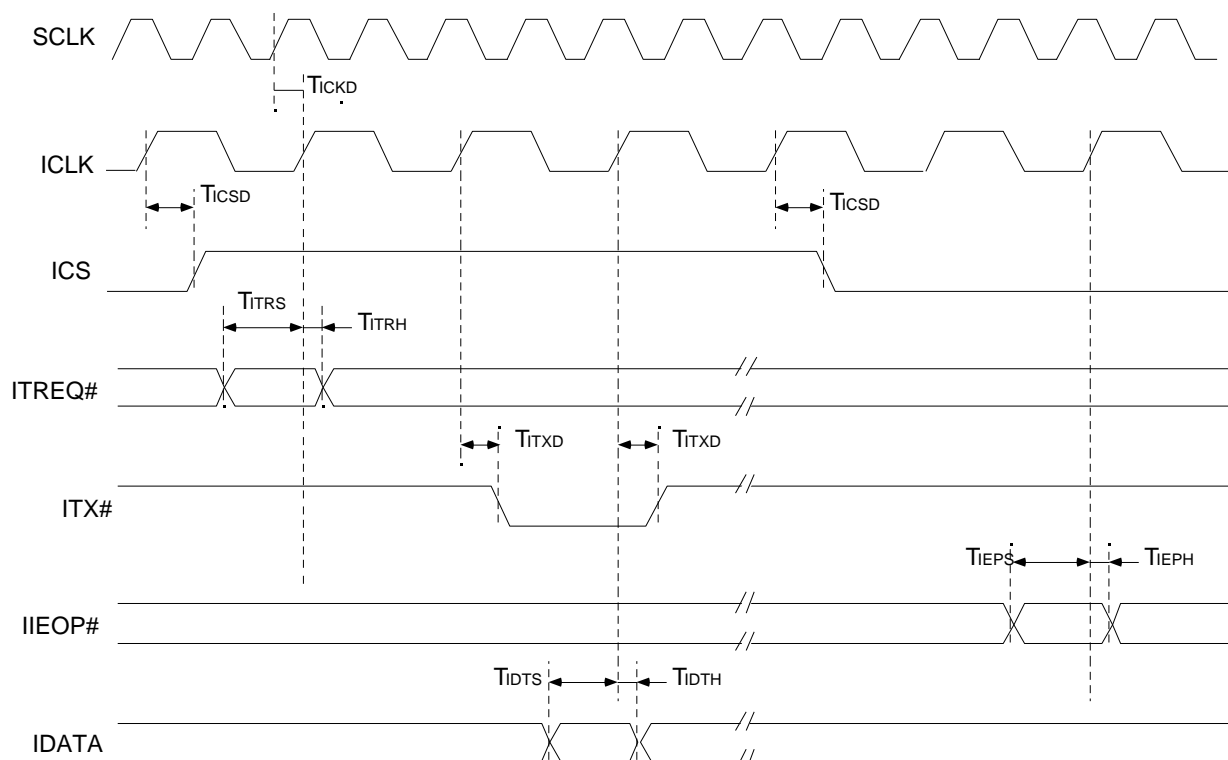 SCLK
TICKD
ICLK
TICSD
TICSD
ICS
TITRS
TITRH
ITREQ#
TITXD
TITXD
ITX#
TIEPS
TIEPH
IIEOP#
TIDTS
TIDTH
IDATA